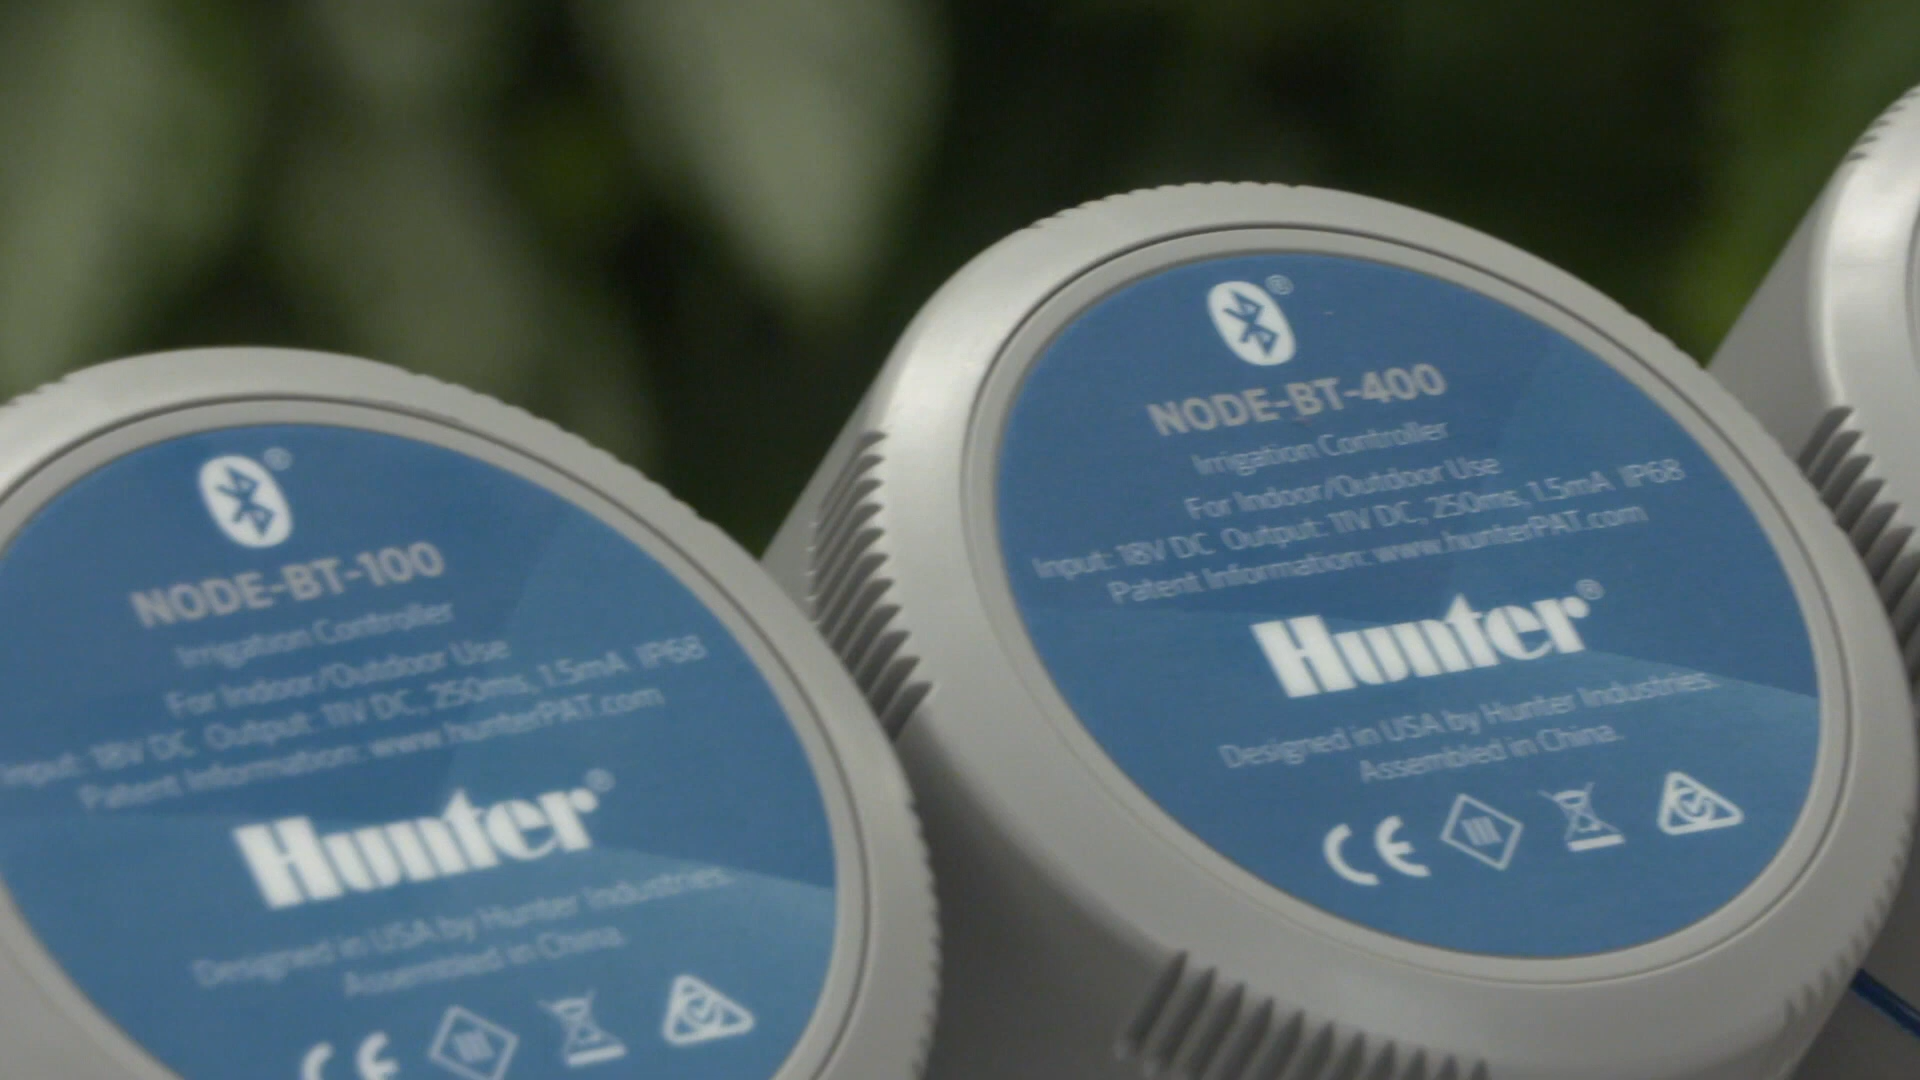 NODE-BT-100
Irrigation Controller
For Indoor/Outdoor Use
Input: 18V DC Output: 11V DC, 250ms, 1.5mA IP68
Patent Information: www.hunterPAT.com
Hunter®
Designed in USA by Hunter Industries.
Assembled in China.
CE
®
NODE-BT-400
Irrigation Controller
For Indoor/Outdoor Use
Input: 18V DC Output: 11V DC, 250ms, 1.5mA IP68
Patent Information: www.hunterPAT.com
Hunter®
Designed in USA by Hunter Industries.
Assembled in China.
CE